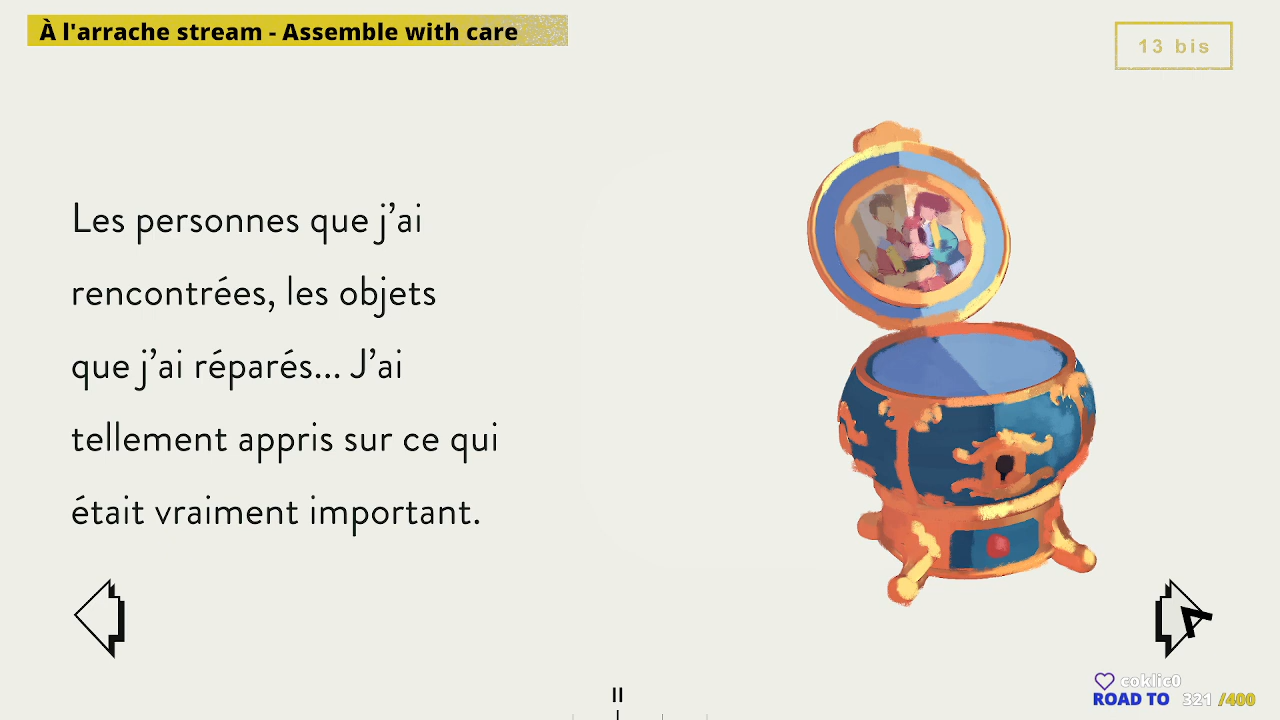 À l'arrache stream - Assemble with care
13 bis
Les personnes que j'ai
rencontrées, les objets
que j'ai réparés... J'ai
tellement appris sur ce qui
était vraiment important.
coklic0
ROAD TO 321 /400